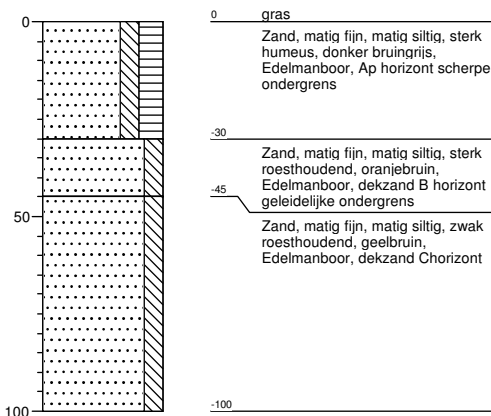 0
0 gras
Zand, matig fijn, matig siltig, sterk
humeus, donker bruingrijs,
Edelmanboor, Ap horizont scherpe
ondergrens
-30
Zand, matig fijn, matig siltig, sterk
roesthoudend, oranjebruin,
Edelmanboor, dekzand B horizont
geleidelijke ondergrens
-45
50
Zand, matig fijn, matig siltig, zwak
roesthoudend, geelbruin,
Edelmanboor, dekzand Chorizont
-100
100